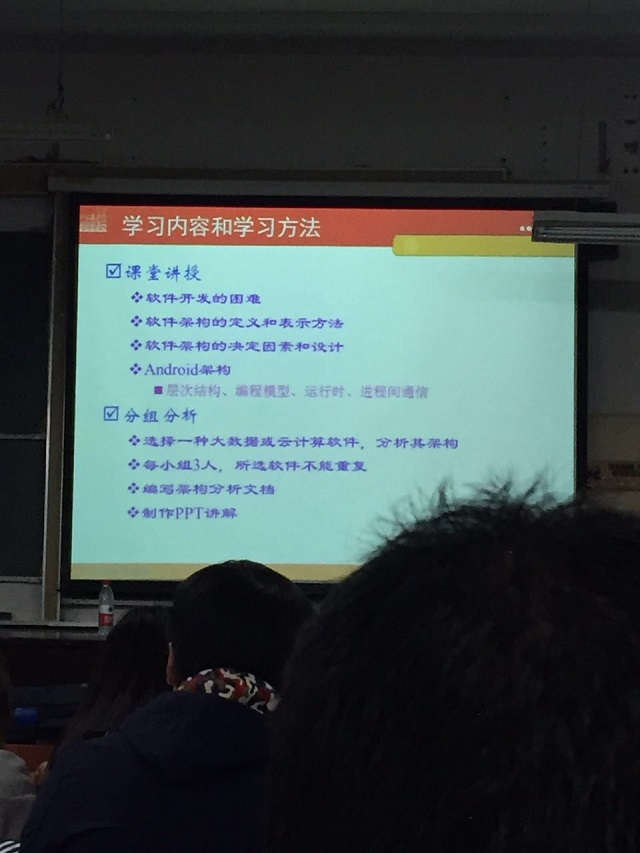 学习内容和学习方法
课堂讲授
软件开发的困难
软件架构的定义和表示方法
软件架构的决定因素和设计
Android架构
层次结构、编程模型、运行时、进程间通信
分组分析
选择一种大数据或云计算软件，分析其架构
每小组3人，所选软件不能重复
编写架构分析文档
制作PPT讲解